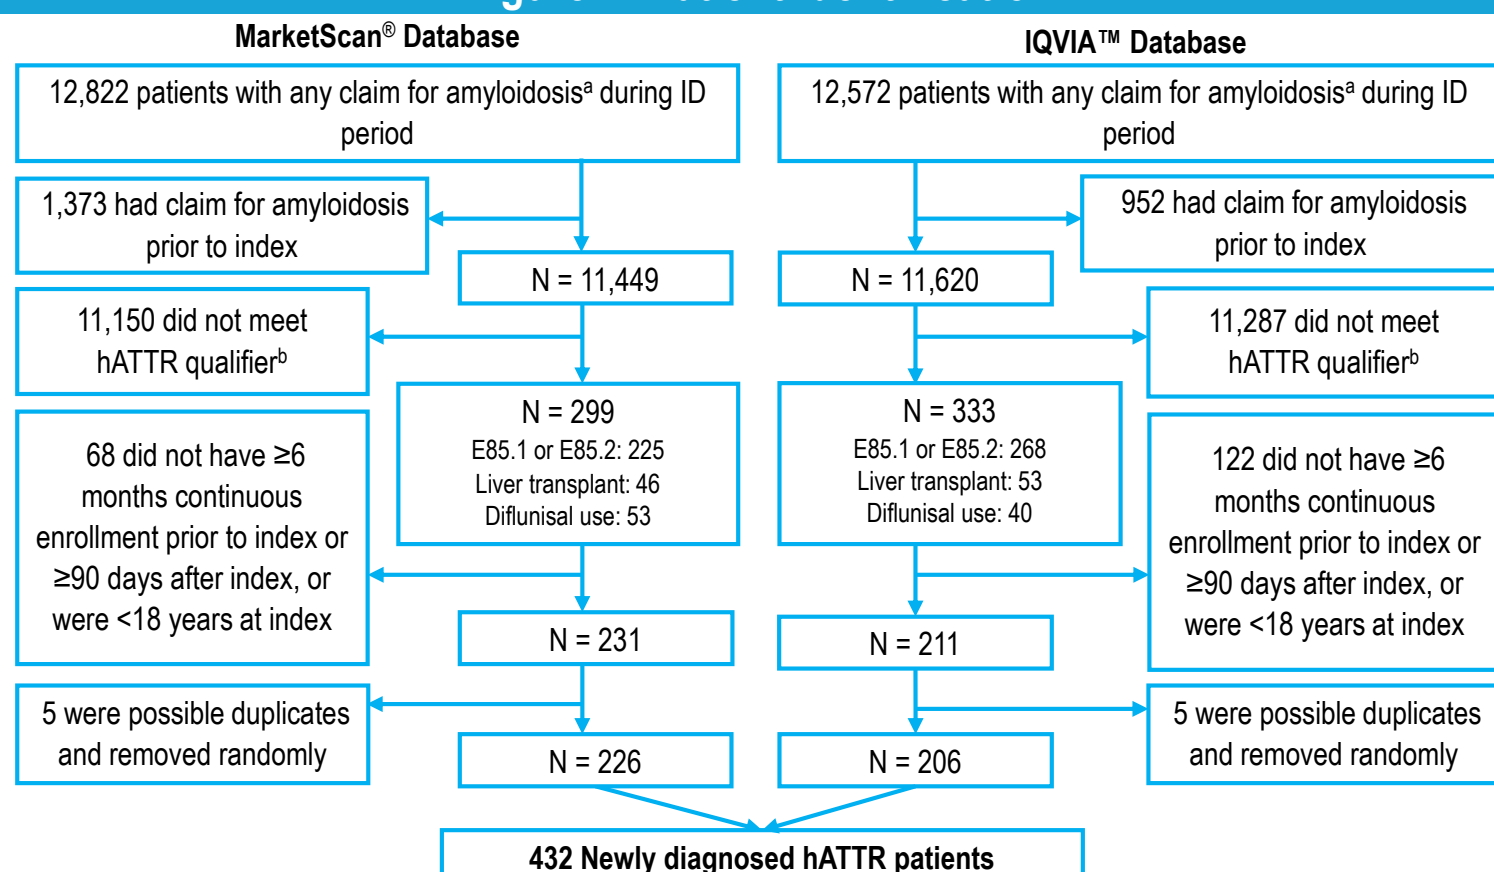 MarketScan® Database
12,822 patients with any claim for amyloidosisᵃ during ID
period
1,373 had claim for amyloidosis
prior to index
N = 11,449
11,150 did not meet
hATTR qualifierᵇ
N = 299
E85.1 or E85.2: 225
Liver transplant: 46
Diflunisal use: 53
68 did not have ≥6
months continuous
enrollment prior to index or
≥90 days after index, or
were <18 years at index
N = 231
5 were possible duplicates
and removed randomly
N = 226
IQVIA™ Database
12,572 patients with any claim for amyloidosisᵃ during ID
period
952 had claim for amyloidosis
prior to index
N = 11,620
11,287 did not meet
hATTR qualifierᵇ
N = 333
E85.1 or E85.2: 268
Liver transplant: 53
Diflunisal use: 40
122 did not have ≥6
months continuous
enrollment prior to index or
≥90 days after index, or
were <18 years at index
N = 211
5 were possible duplicates
and removed randomly
N = 206
432 Newly diagnosed hATTR patients